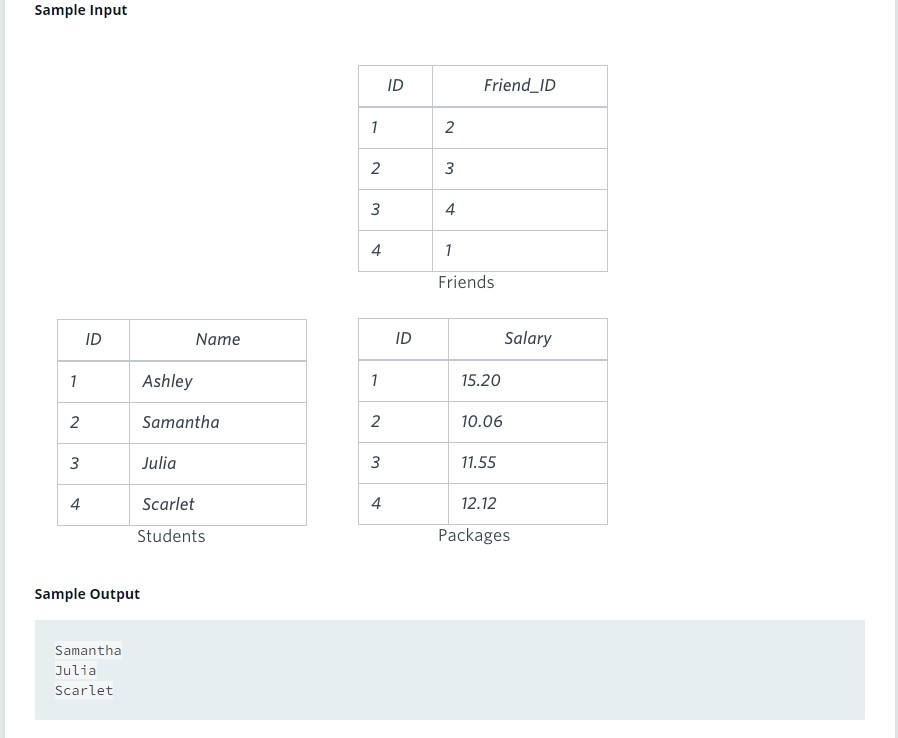 Sample Input
ID Friend_ID
1 2
2 3
3 4
4 1
Friends
ID Name
1 Ashley
2 Samantha
3 Julia
4 Scarlet
Students
ID Salary
1 15.20
2 10.06
3 11.55
4 12.12
Packages
Sample Output
Samantha
Julia
Scarlet